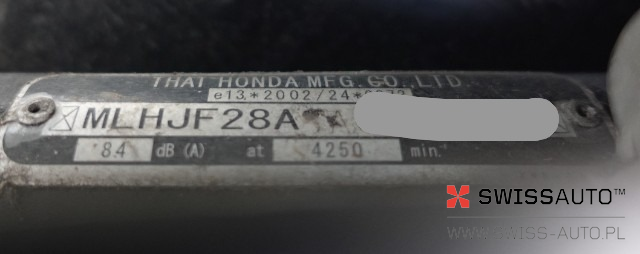 THAI HONDA MFG. CO. LTD.
e13*2002/24*
MLHJF28A
84 dB (A) at 4250 min.
SWISSAUTO™
WWW.SWISS-AUTO.PL